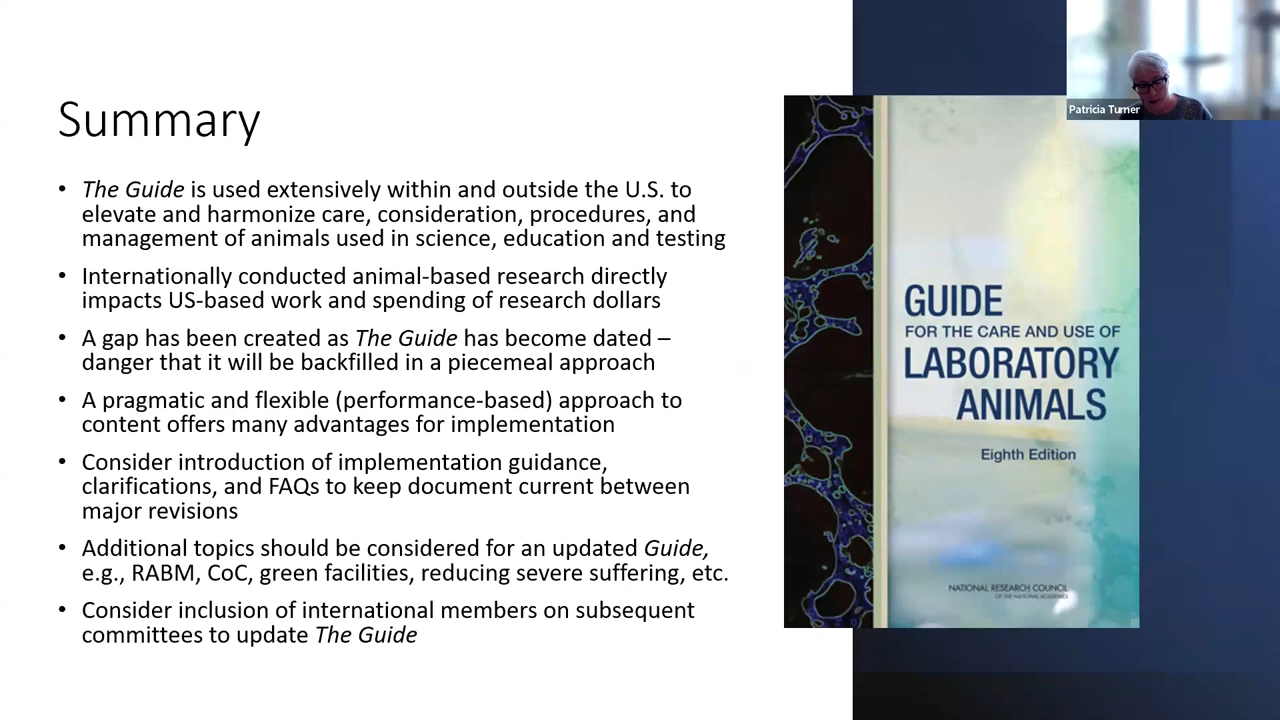 Summary
• The Guide is used extensively within and outside the U.S. to
elevate and harmonize care, consideration, procedures, and
management of animals used in science, education and testing
• Internationally conducted animal-based research directly
impacts US-based work and spending of research dollars
• A gap has been created as The Guide has become dated –
danger that it will be backfilled in a piecemeal approach
• A pragmatic and flexible (performance-based) approach to
content offers many advantages for implementation
• Consider introduction of implementation guidance,
clarifications, and FAQs to keep document current between
major revisions
• Additional topics should be considered for an updated Guide,
e.g., RABM, CoC, green facilities, reducing severe suffering, etc.
• Consider inclusion of international members on subsequent
committees to update The Guide
Patricia Turner
GUIDE
FOR THE CARE AND USE OF
LABORATORY
ANIMALS
Eighth Edition
NATIONAL RESEARCH COUNCIL
OF THE NATIONAL ACADEMIES